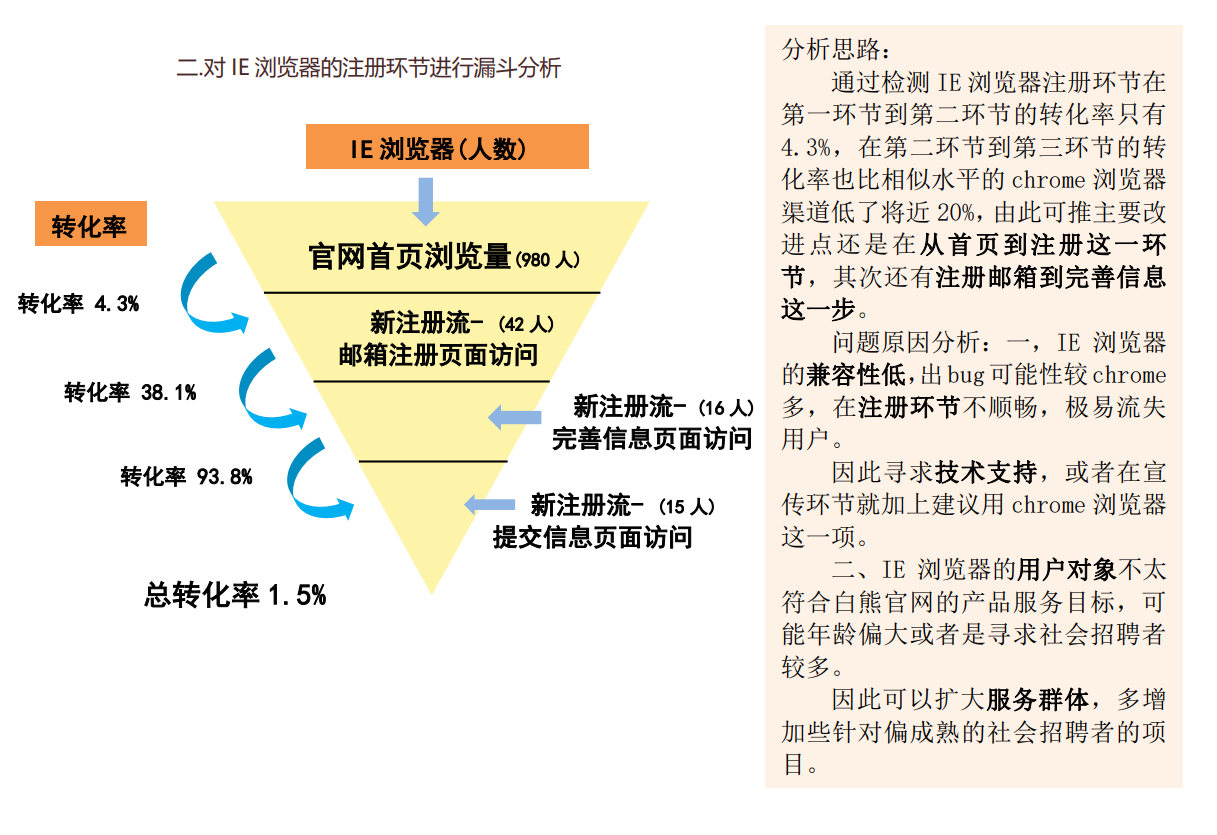 二.对 IE 浏览器的注册环节进行漏斗分析
IE 浏览器(人数)
转化率
官网首页浏览量(980 人)
转化率 4.3%
新注册流-（42 人）
邮箱注册页面访问
转化率 38.1%
新注册流-（16 人）
完善信息页面访问
转化率 93.8%
新注册流-（15 人）
提交信息页面访问
总转化率 1.5%
分析思路：
通过检测 IE 浏览器注册环节在
第一环节到第二环节的转化率只有
4.3%，在第二环节到第三环节的转
化率也比相似水平的 chrome 浏览器
渠道低了将近 20%，由此可推主要改
进点还是在从首页到注册这一环
节，其次还有注册邮箱到完善信息
这一步。
问题原因分析：一，IE 浏览器
的兼容性低，出 bug 可能性较 chrome
多，在注册环节不顺畅，极易流失
用户。
因此寻求技术支持，或者在宣
传环节就加上建议用 chrome 浏览器
这一项。
二、IE 浏览器的用户对象不太
符合白熊官网的产品服务目标，可
能年龄偏大或者是寻求社会招聘者
较多。
因此可以扩大服务群体，多增
加些针对偏成熟的社会招聘者的项
目。